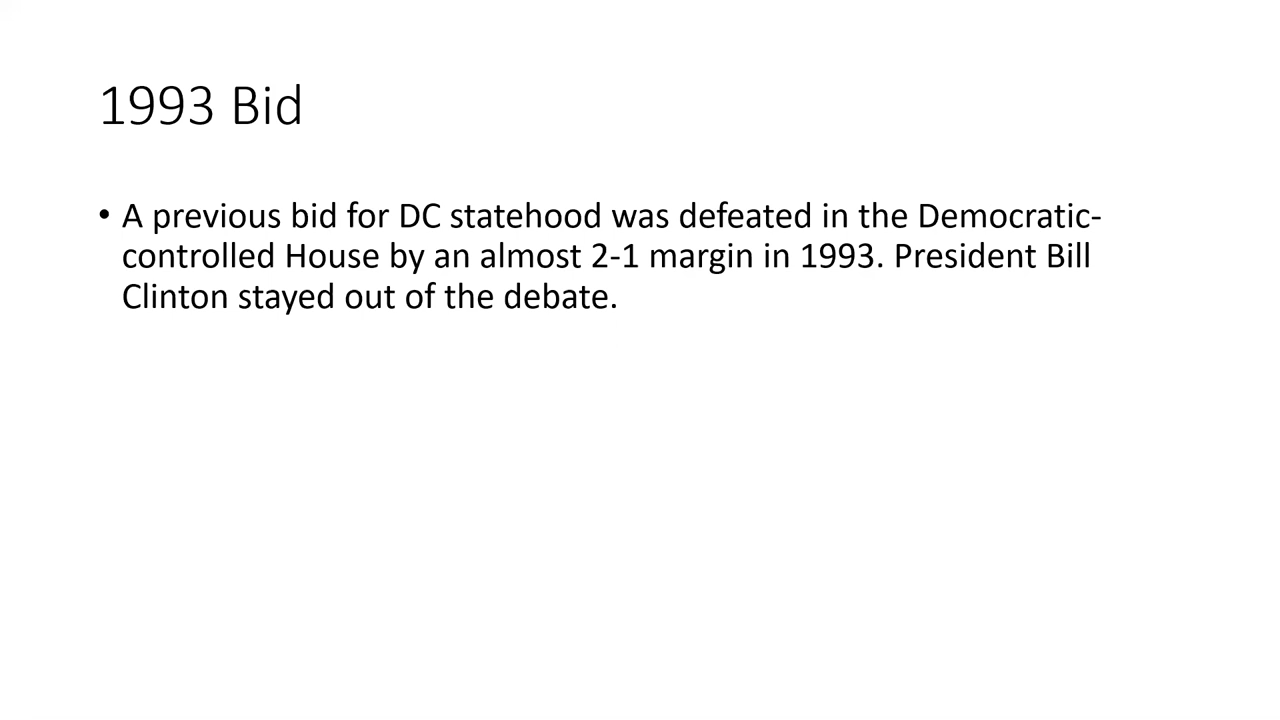 1993 Bid
• A previous bid for DC statehood was defeated in the Democratic-
controlled House by an almost 2-1 margin in 1993. President Bill
Clinton stayed out of the debate.